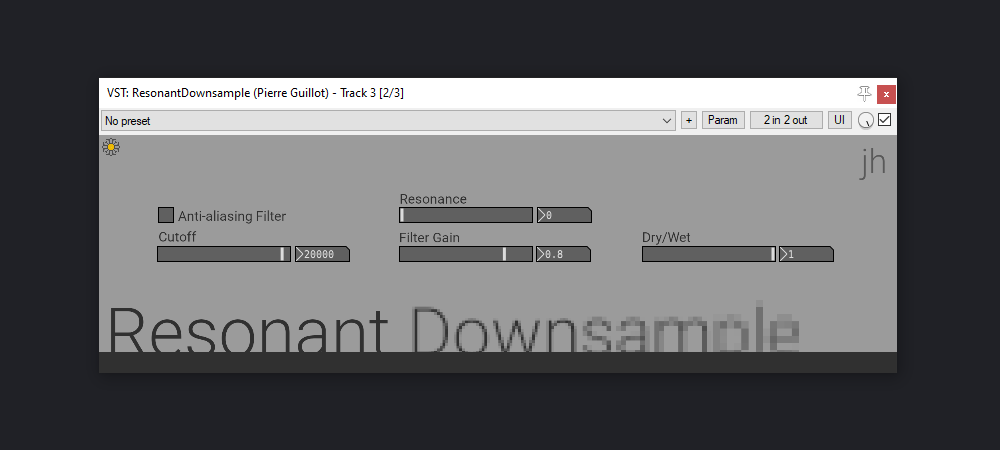 VST: ResonantDownsample (Pierre Guillot) - Track 3 [2/3]
x
No preset
+
Param
2 in 2 out
UI
jh
Resonance
Anti-aliasing Filter
0
Cutoff
Filter Gain
Dry/Wet
20000
0.8
1
Resonant Downsample